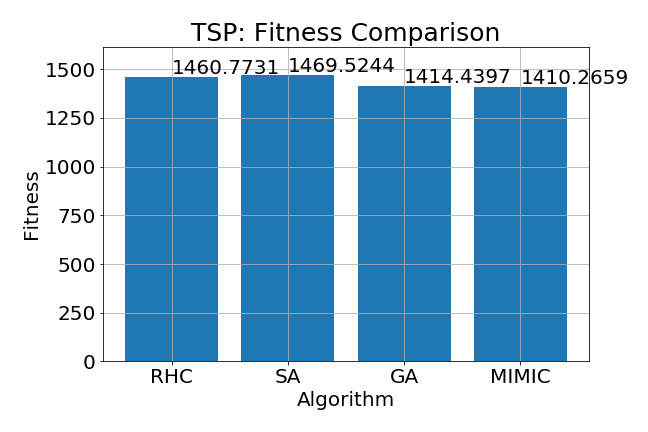 TSP: Fitness Comparison
1460.7731
1469.5244
1414.4397
1410.2659
1500
1250
1000
750
500
250
0
Fitness
RHC
SA
GA
MIMIC
Algorithm